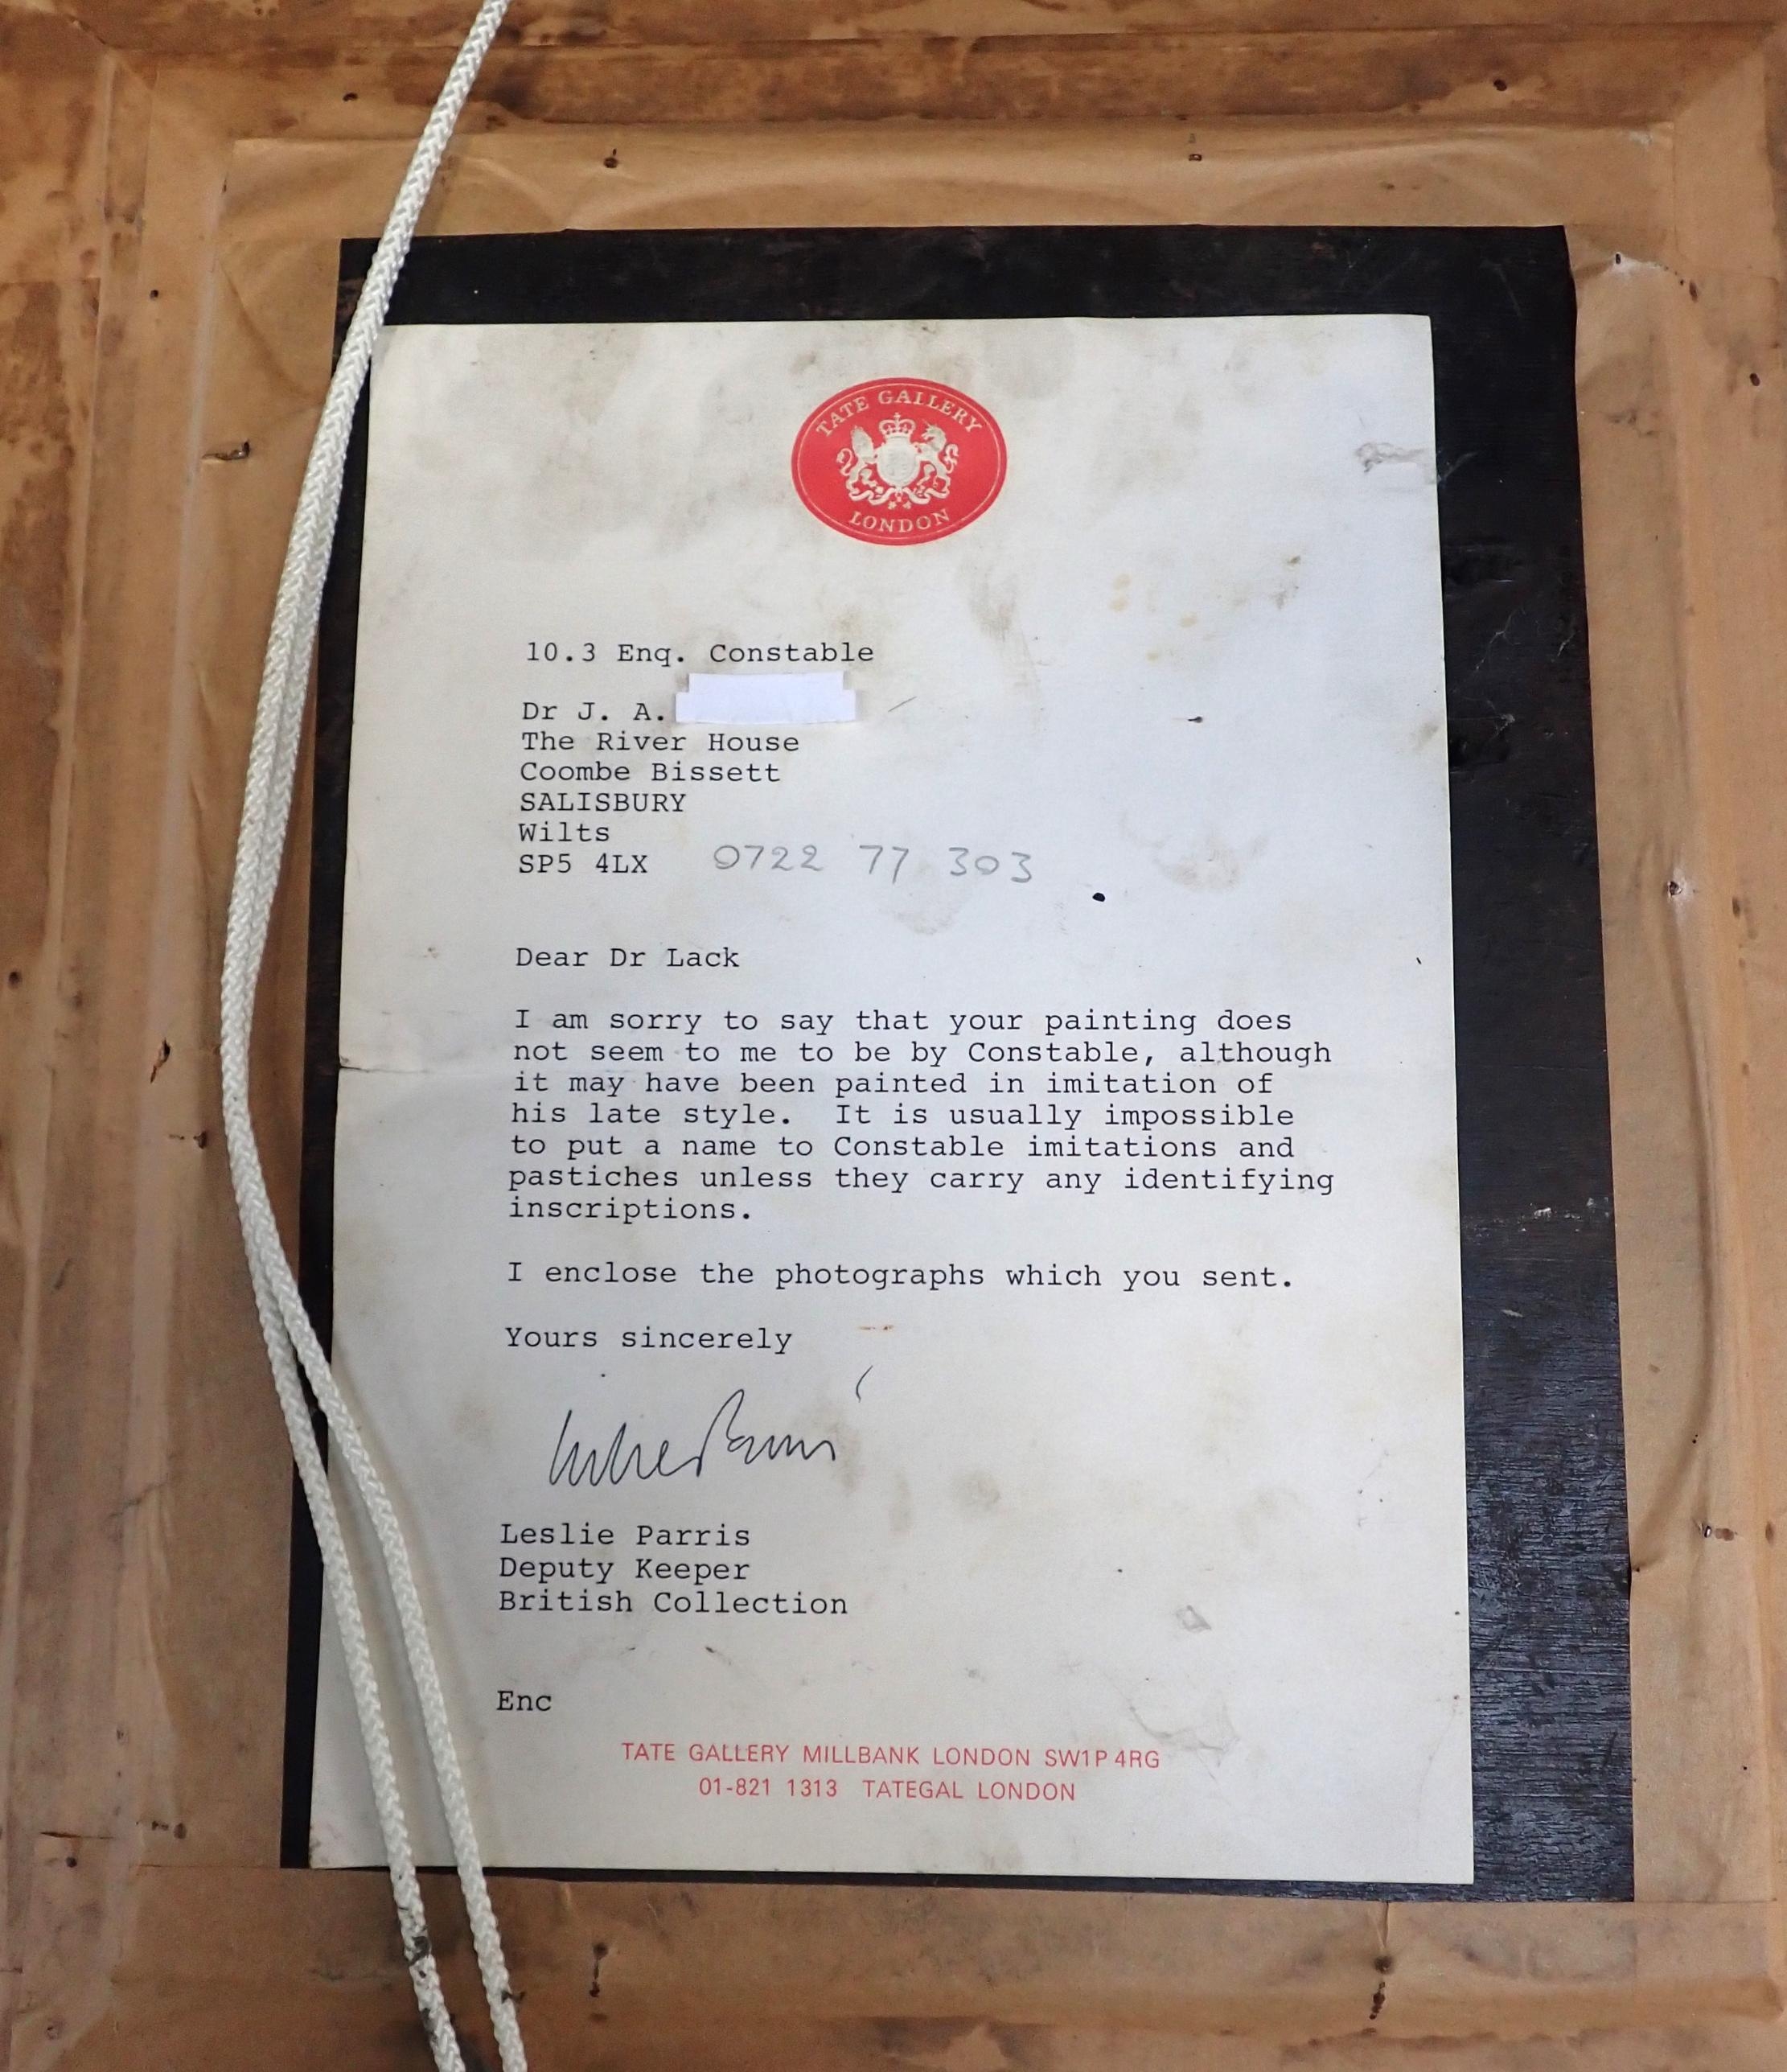 TATE GALLERY
LONDON
10.3 Enq. Constable
Dr J. A.
The River House
Coombe Bissett
SALISBURY
Wilts
SP5 4LX 0722 77 303
Dear Dr Lack
I am sorry to say that your painting does
not seem to me to be by Constable, although
it may have been painted in imitation of
his late style. It is usually impossible
to put a name to Constable imitations and
pastiches unless they carry any identifying
inscriptions.
I enclose the photographs which you sent.
Yours sincerely
Leslie Parris
Leslie Parris
Deputy Keeper
British Collection
Enc
TATE GALLERY MILLBANK LONDON SW1P 4RG
01-821 1313 TATEGAL LONDON